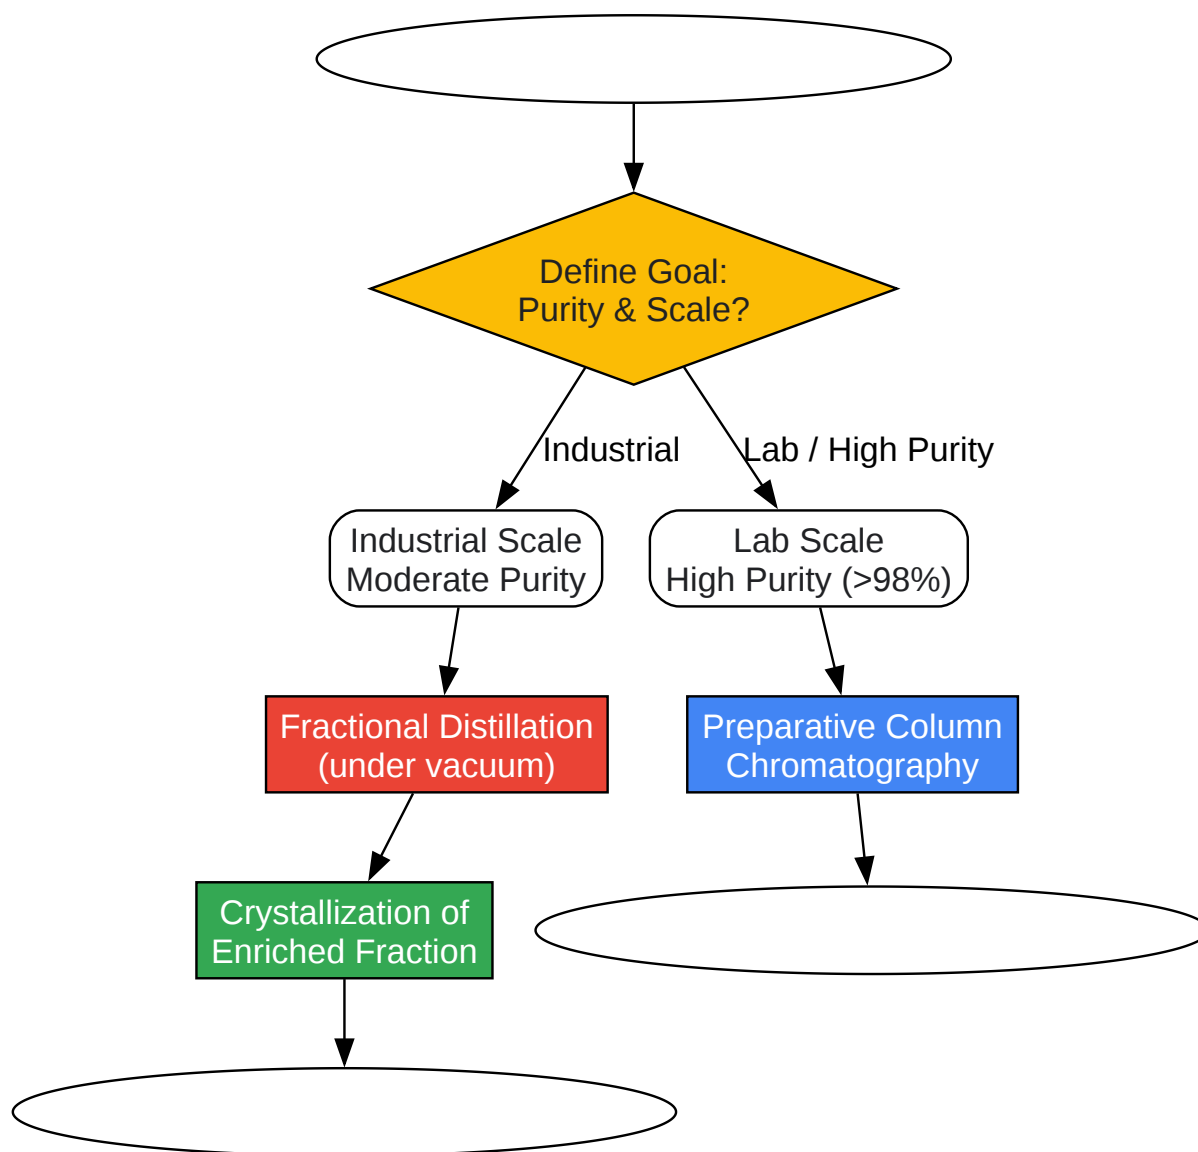 Define Goal:
Purity & Scale?
Industrial
Lab / High Purity
Industrial Scale
Moderate Purity
Lab Scale
High Purity (>98%)
Fractional Distillation
(under vacuum)
Preparative Column
Chromatography
Crystallization of
Enriched Fraction